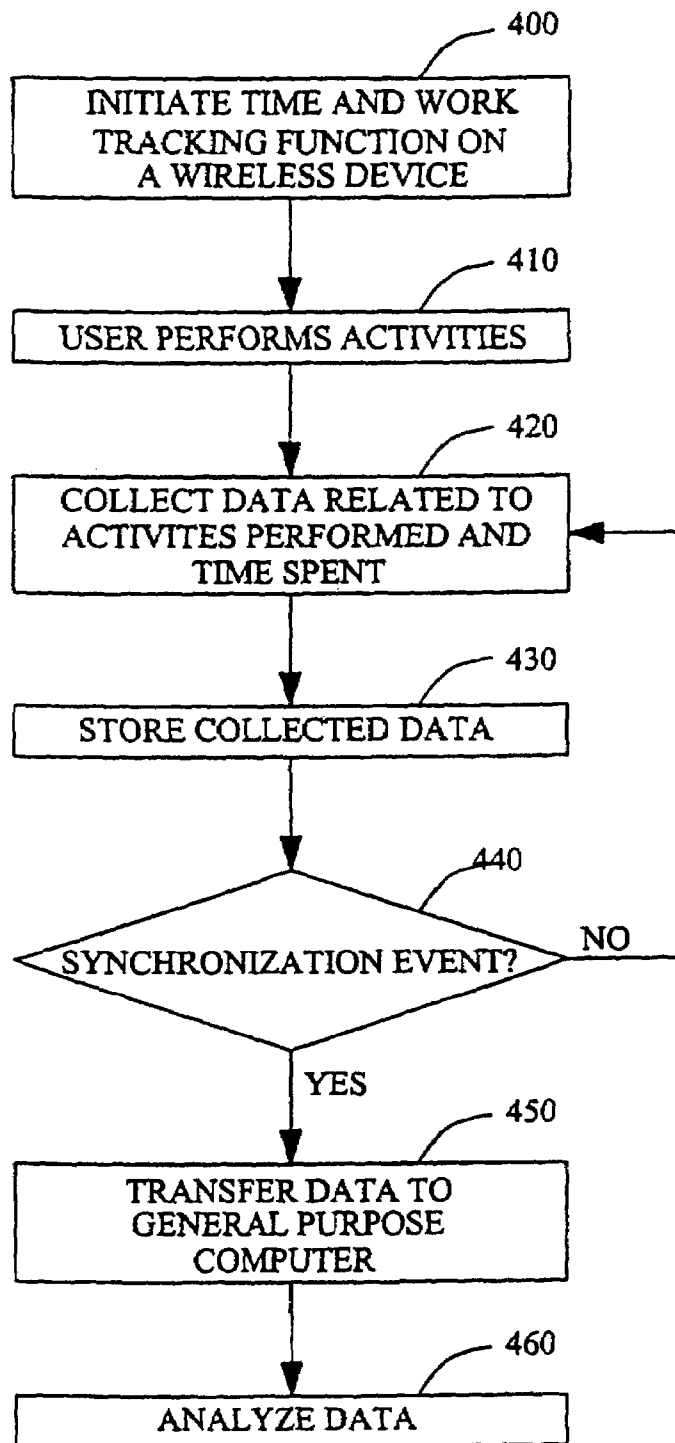 400
INITIATE TIME AND WORK
TRACKING FUNCTION ON
A WIRELESS DEVICE
410
USER PERFORMS ACTIVITIES
420
COLLECT DATA RELATED TO
ACTIVITES PERFORMED AND
TIME SPENT
430
STORE COLLECTED DATA
440
SYNCHRONIZATION EVENT?
NO
YES
450
TRANSFER DATA TO
GENERAL PURPOSE
COMPUTER
460
ANALYZE DATA